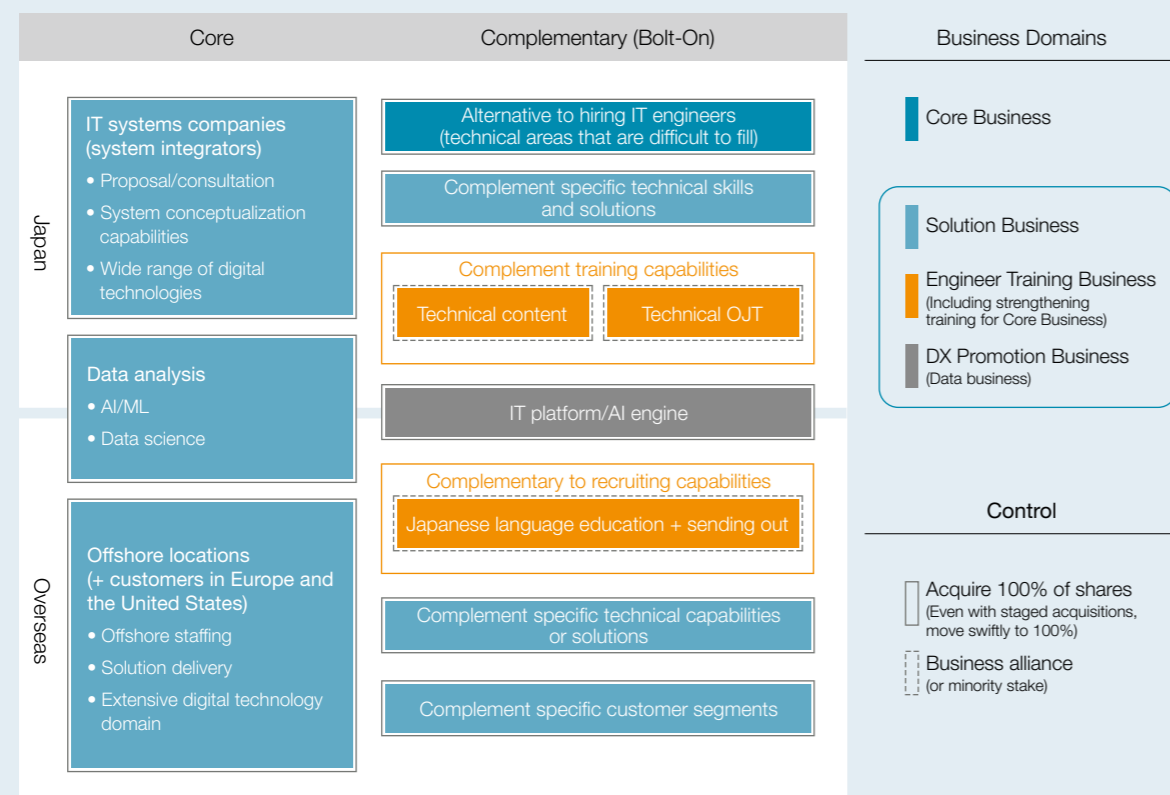 Core
Complementary (Bolt-On)
Business Domains
Japan
IT systems companies
(system integrators)
• Proposal/consultation
• System conceptualization
capabilities
• Wide range of digital
technologies
Data analysis
• AI/ML
• Data science
Overseas
Offshore locations
(+ customers in Europe and
the United States)
• Offshore staffing
• Solution delivery
• Extensive digital technology
domain
Alternative to hiring IT engineers
(technical areas that are difficult to fill)
Complement specific technical skills
and solutions
Complement training capabilities
Technical content
Technical OJT
IT platform/AI engine
Complementary to recruiting capabilities
Japanese language education + sending out
Complement specific technical capabilities
or solutions
Complement specific customer segments
Core Business
Solution Business
Engineer Training Business
(Including strengthening
training for Core Business)
DX Promotion Business
(Data business)
Control
Acquire 100% of shares
(Even with staged acquisitions,
move swiftly to 100%)
Business alliance
(or minority stake)